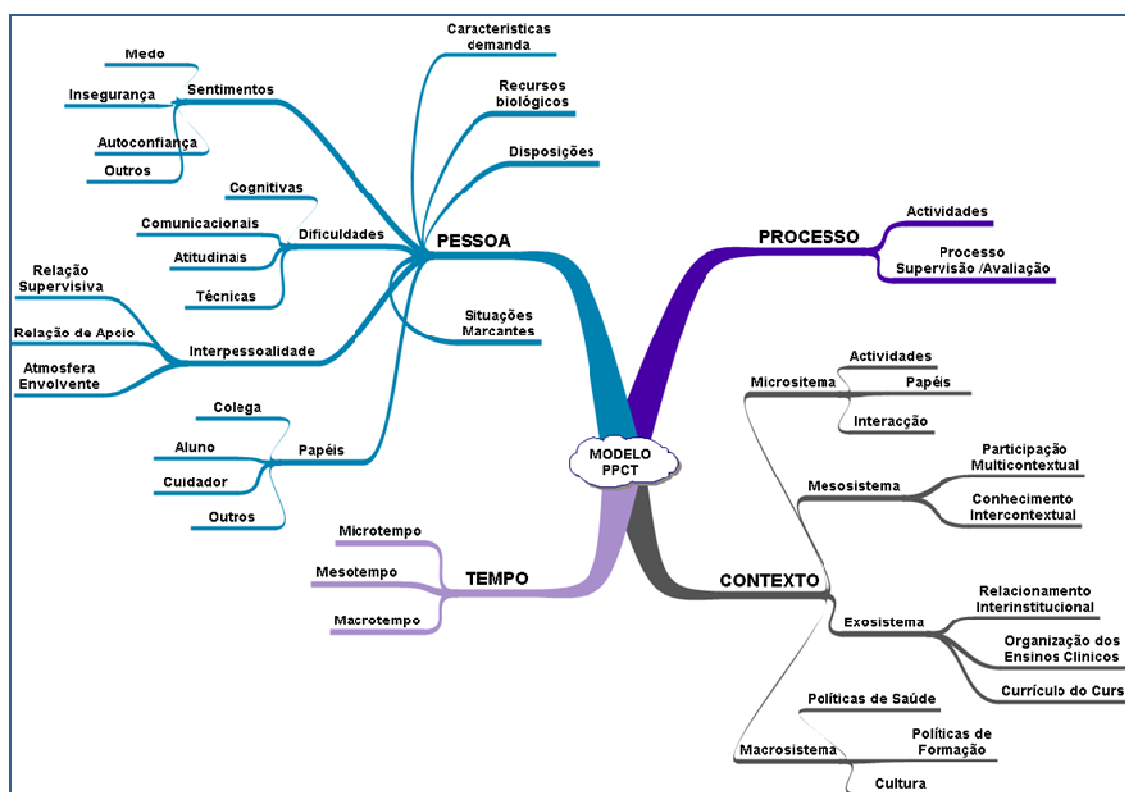 Caracteristicas
demanda
Recursos
biológicos
Disposições
Medo
Sentimentos
Insegurança
Autoconfiança
Outros
Cognitivas
Comunicacionais
Dificuldades
Atitudinais
Técnicas
PESSOA
Situações
Marcantes
Relação
Supervisiva
Relação de Apoio
Interpessoalidade
Atmosfera
Envolvente
Colega
Aluno
Papéis
Cuidador
Outros
PROCESSO
Actividades
Processo
Supervisão /Avaliação
MODELO
PPCT
Microtempo
Mesotempo
TEMPO
Macrotempo
CONTEXTO
Micrositema
Actividades
Papéis
Interacção
Mesosistema
Participação
Multicontextual
Conhecimento
Intercontextual
Exosistema
Relacionamento
Interinstitucional
Organização dos
Ensinos Clinicos
Currículo do Curs
Macrosistema
Políticas de Saúde
Políticas de
Formação
Cultura